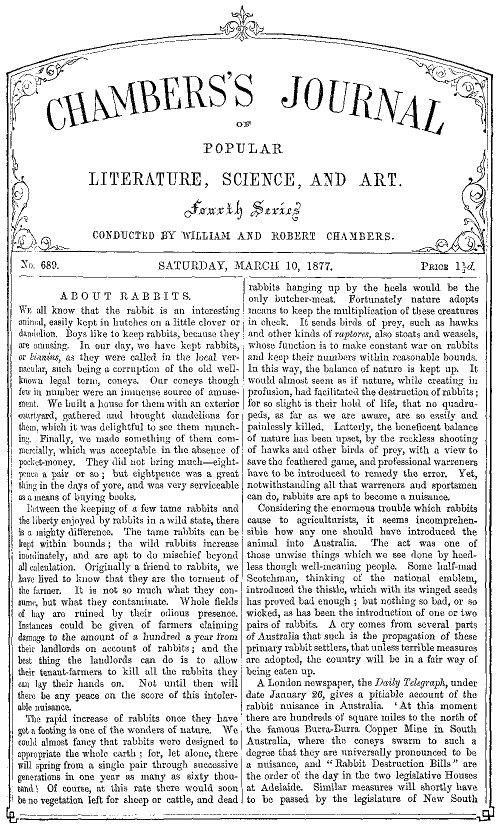 CHAMBERS'S JOURNAL
OF
POPULAR
LITERATURE, SCIENCE, AND ART.
Fourth Series
CONDUCTED BY WILLIAM AND ROBERT CHAMBERS.
No. 689.
SATURDAY, MARCH 10, 1877.
PRICE 1½d.
ABOUT RABBITS.
WE all know that the rabbit is an interesting
animal, easily kept in hutches on a little clover or
dandelion. Boys like to keep rabbits, because they
are amusing. In our day, we have kept rabbits,
or kinnins, as they were called in the local ver-
nacular, such being a corruption of the old well-
known legal term, coneys. Our coneys though
few in number were an immense source of amuse-
ment. We built a house for them with an exterior
courtyard, gathered and brought dandelions for
them, which it was delightful to see them munch-
ing. Finally, we made something of them com-
mercially, which was acceptable in the absence of
pocket-money. They did not bring much—eight-
pence a pair or so; but eightpence was a great
thing in the days of yore, and was very serviceable
as a means of buying books.
Between the keeping of a few tame rabbits and
the liberty enjoyed by rabbits in a wild state, there
is a mighty difference. The tame rabbits can be
kept within bounds; the wild rabbits increase
inordinately, and are apt to do mischief beyond
all calculation. Originally a friend to rabbits, we
have lived to know that they are the torment of
the farmer. It is not so much what they con-
sume, but what they contaminate. Whole fields
of hay are ruined by their odious presence.
Instances could be given of farmers claiming
damage to the amount of a hundred a year from
their landlords on account of rabbits; and the
best thing the landlords can do is to allow
their tenant-farmers to kill all the rabbits they
can lay their hands on. Not until then will
there be any peace on the score of this intoler-
able nuisance.
The rapid increase of rabbits once they have
got a footing is one of the wonders of nature. We
could almost fancy that rabbits were designed to
appropriate the whole earth; for, let alone, there
will spring from a single pair through successive
generations in one year as many as sixty thou-
sand! Of course, at this rate there would soon
be no vegetation left for sheep or cattle, and dead
rabbits hanging up by the heels would be the
only butcher-meat. Fortunately nature adopts
means to keep the multiplication of these creatures
in check. It sends birds of prey, such as hawks
and other kinds of raptores, also stoats and weasels,
whose function is to make constant war on rabbits
and keep their numbers within reasonable bounds.
In this way, the balance of nature is kept up. It
would almost seem as if nature, while creating in
profusion, had facilitated the destruction of rabbits;
for so slight is their hold of life, that no quadru-
peds, as far as we are aware, are so easily and
painlessly killed. Latterly, the beneficent balance
of nature has been upset, by the reckless shooting
of hawks and other birds of prey, with a view to
save the feathered game, and professional warreners
have to be introduced to remedy the error. Yet,
notwithstanding all that warreners and sportsmen
can do, rabbits are apt to become a nuisance.
Considering the enormous trouble which rabbits
cause to agriculturists, it seems incomprehen-
sible how any one should have introduced the
animal into Australia. The act was one of
those unwise things which we see done by heed-
less though well-meaning people. Some half-mad
Scotchman, thinking of the national emblem,
introduced the thistle, which with its winged seeds
has proved bad enough; but nothing so bad, or so
wicked, as has been the introduction of one or two
pairs of rabbits. A cry comes from several parts
of Australia that such is the propagation of these
primary rabbit settlers, that unless terrible measures
are adopted, the country will be in a fair way of
being eaten up.
A London newspaper, the Daily Telegraph, under
date January 26, gives a pitiable account of the
rabbit nuisance in Australia. 'At this moment
there are hundreds of square miles to the north of
the famous Burra-Burra Copper Mine in South
Australia, where the coneys swarm to such a
degree that they are universally pronounced to be
a nuisance, and "Rabbit Destruction Bills" are
the order of the day in the two legislative Houses
at Adelaide. Similar measures will shortly have
to be passed by the legislature of New South